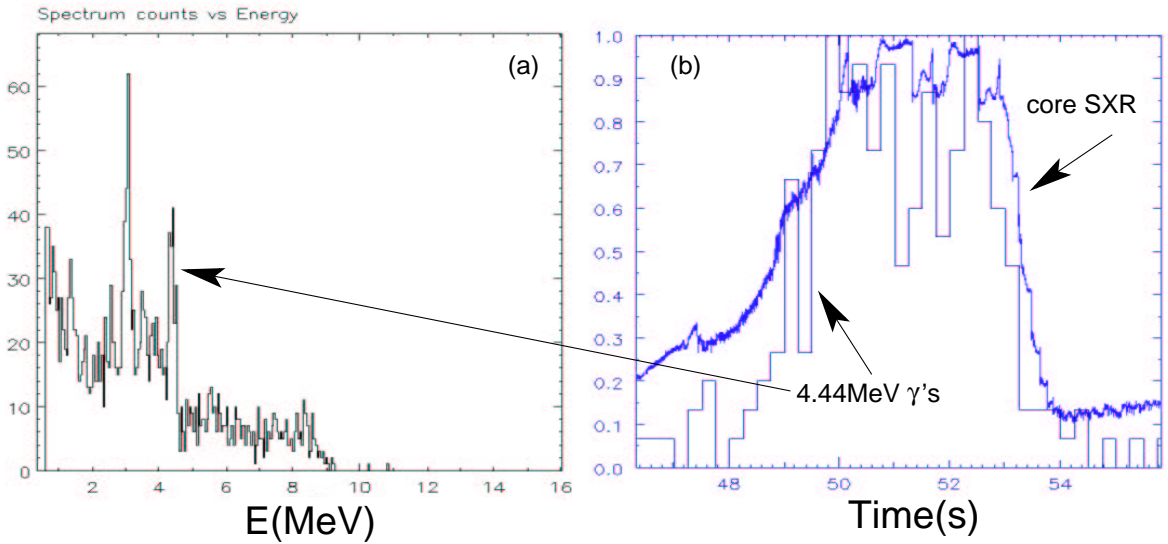 Spectrum counts vs Energy
(a)
60
50
40
30
20
10
0
2 4 6 8 10 12 14 16
E(MeV)
(b)
1.0
0.9
0.8
0.7
0.6
0.5
0.4
0.3
0.2
0.1
0.0
core SXR
4.44MeV γ's
48 50 52 54
Time(s)